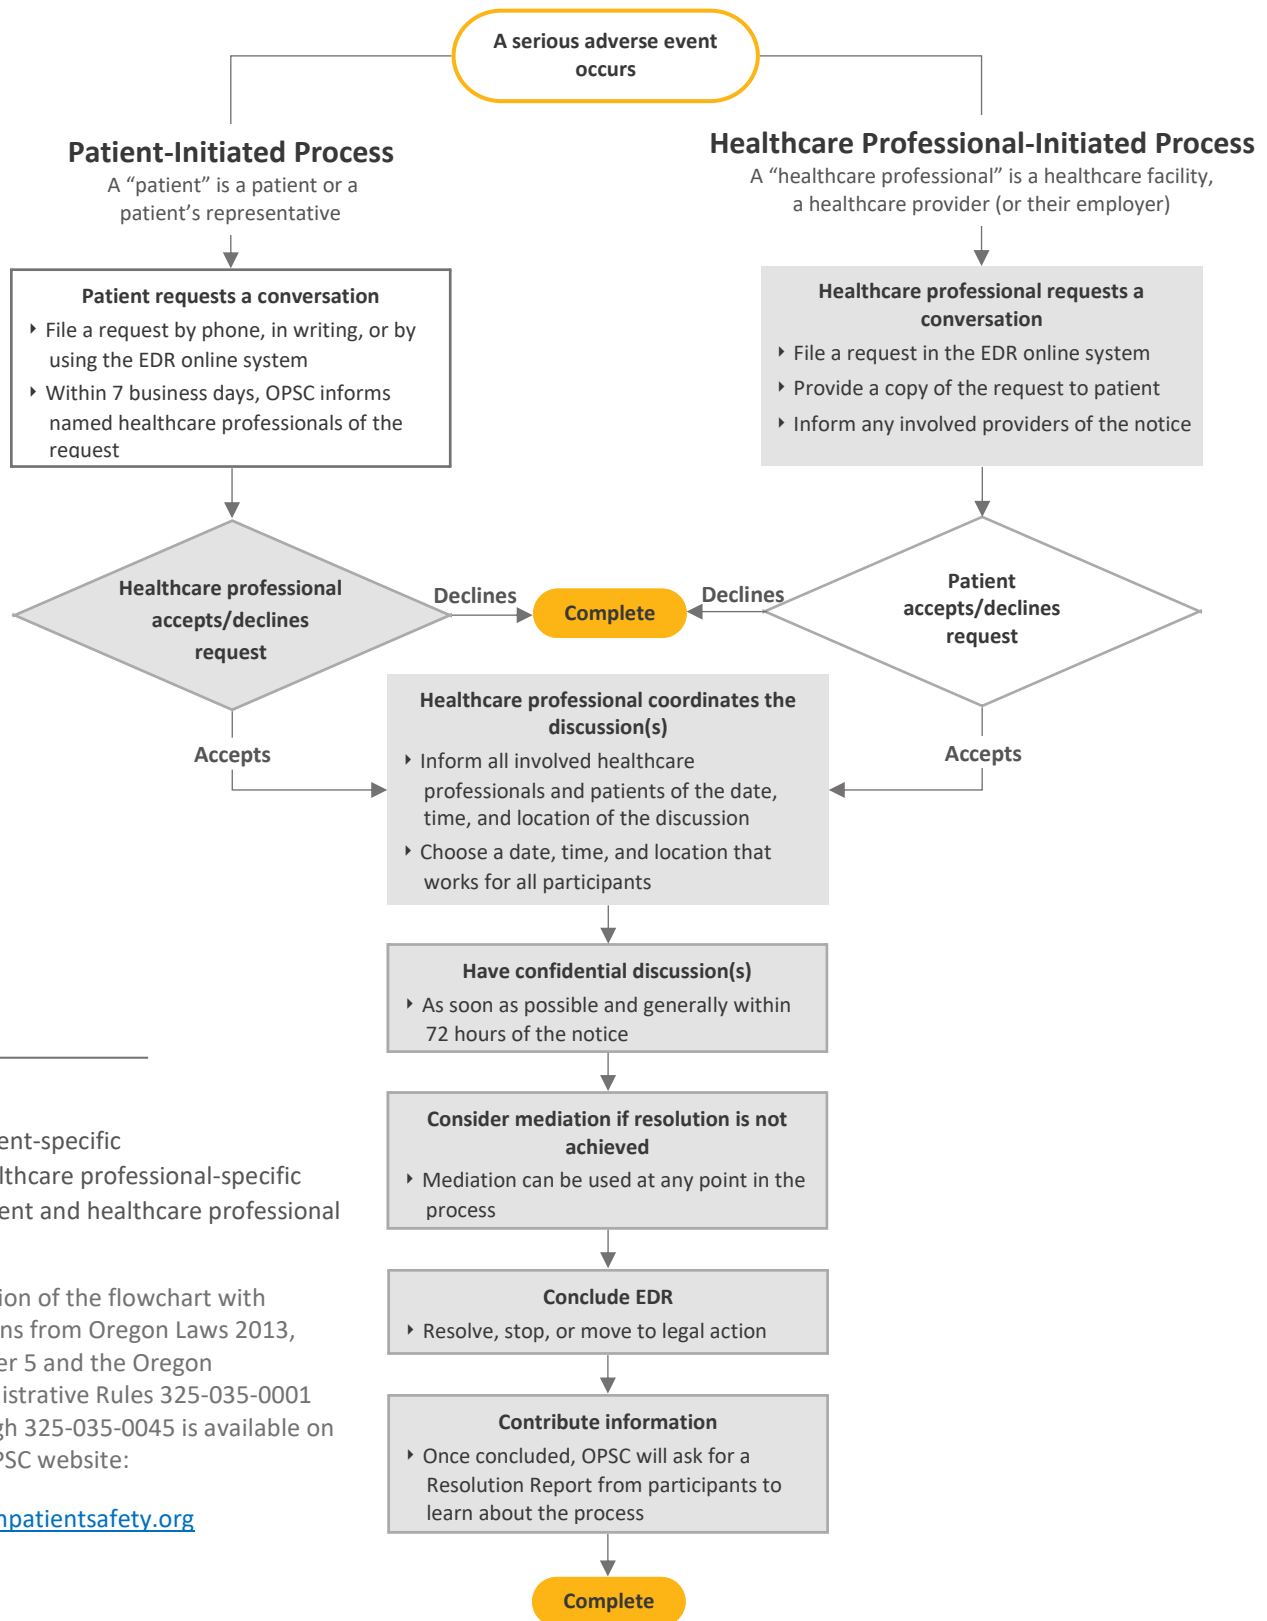 A serious adverse event
occurs
Patient-Initiated Process
A “patient” is a patient or a
patient’s representative
Healthcare Professional-Initiated Process
A “healthcare professional” is a healthcare facility,
a healthcare provider (or their employer)
Patient requests a conversation
‣ File a request by phone, in writing, or by
using the EDR online system
‣ Within 7 business days, OPSC informs
named healthcare professionals of the
request
Healthcare professional requests a
conversation
‣ File a request in the EDR online system
‣ Provide a copy of the request to patient
‣ Inform any involved providers of the notice
Healthcare professional
accepts/declines
request
Declines
Complete
Declines
Patient
accepts/declines
request
Accepts
Accepts
Healthcare professional coordinates the
discussion(s)
‣ Inform all involved healthcare
professionals and patients of the date,
time, and location of the discussion
‣ Choose a date, time, and location that
works for all participants
Have confidential discussion(s)
‣ As soon as possible and generally within
72 hours of the notice
Consider mediation if resolution is not
achieved
‣ Mediation can be used at any point in the
process
Conclude EDR
‣ Resolve, stop, or move to legal action
Contribute information
‣ Once concluded, OPSC will ask for a
Resolution Report from participants to
learn about the process
Complete
ent-specific
lthcare professional-specific
ent and healthcare professional
ion of the flowchart with
ns from Oregon Laws 2013,
er 5 and the Oregon
istrative Rules 325-035-0001
gh 325-035-0045 is available on
PSC website:
npatientsafety.org